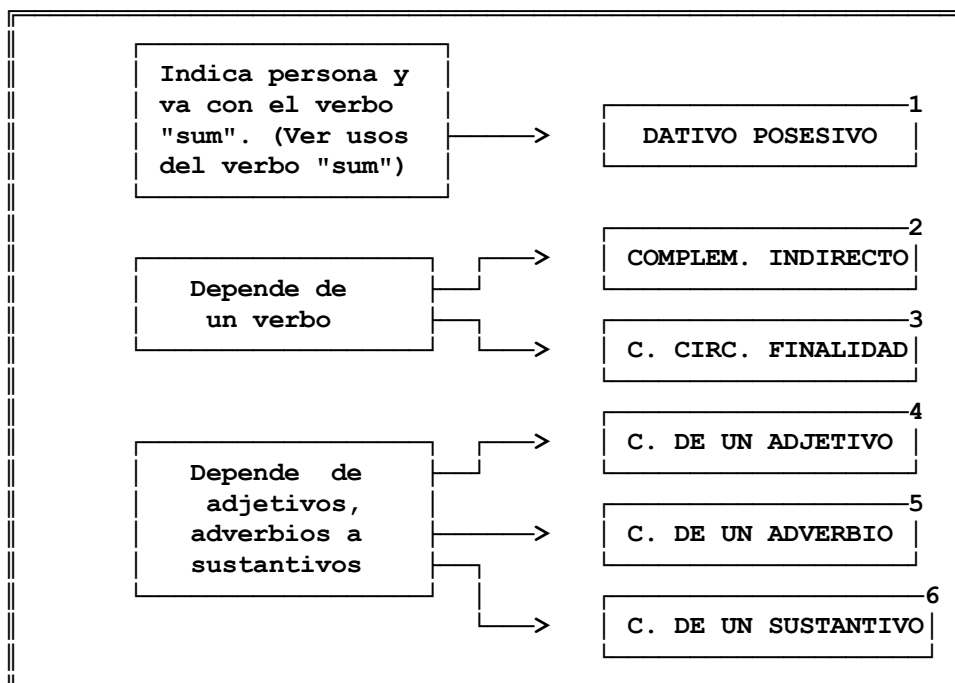 Indica persona y
va con el verbo
"sum". (Ver usos
del verbo "sum")
1
DATIVO POSESIVO
2
COMPLEM. INDIRECTO
Depende de
un verbo
3
C. CIRC. FINALIDAD
4
C. DE UN ADJETIVO
Depende de
adjetivos,
adverbios a
sustantivos
5
C. DE UN ADVERBIO
6
C. DE UN SUSTANTIVO